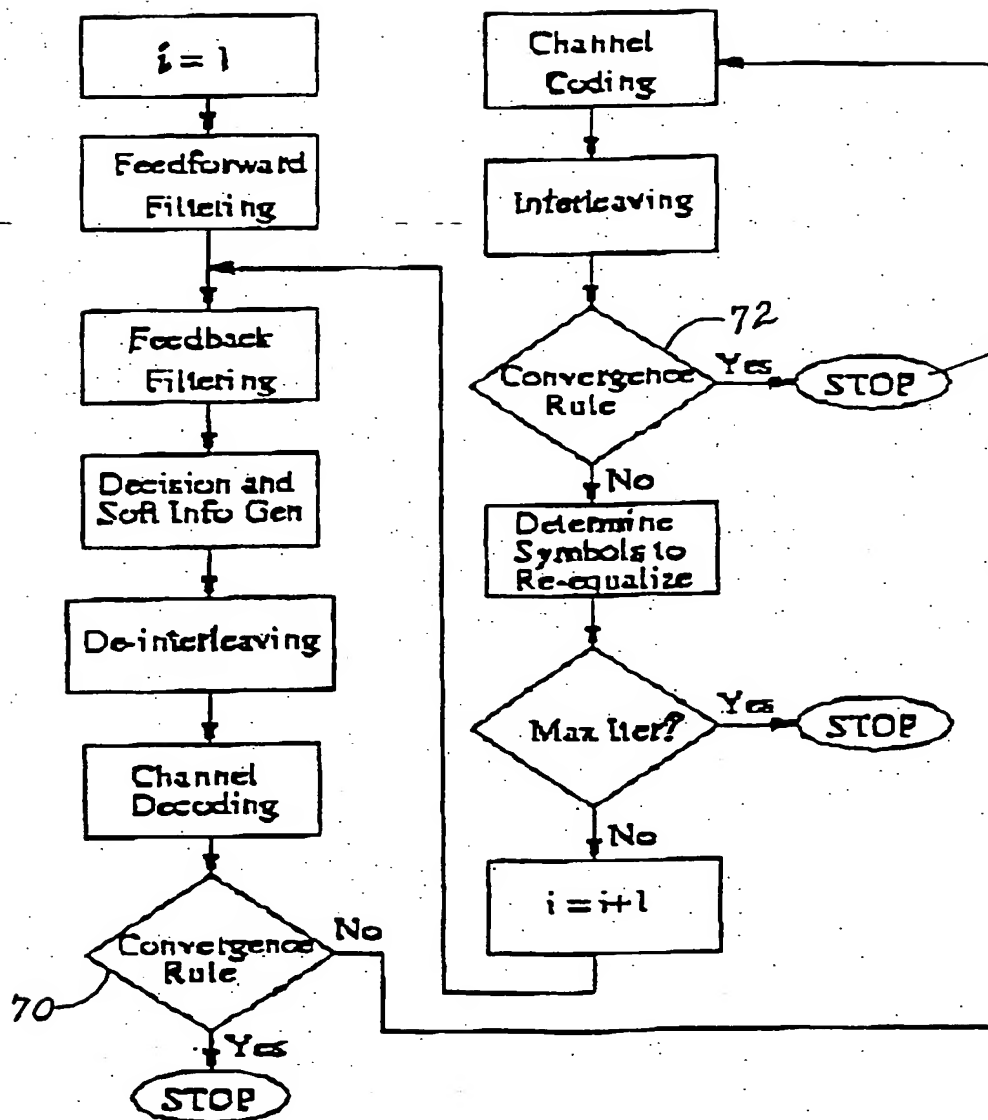 i = 1
Feedforward
Filtering
Feedback
Filtering
Decision and
Soft Info Gen
De-interleaving
Channel
Decoding
Convergence
Rule
No
70
Yes
STOP
Channel
Coding
Interleaving
72
Convergence
Rule
Yes
STOP
No
Determine
Symbols to
Re-equalize
Max Iter?
Yes
STOP
No
i = i+1